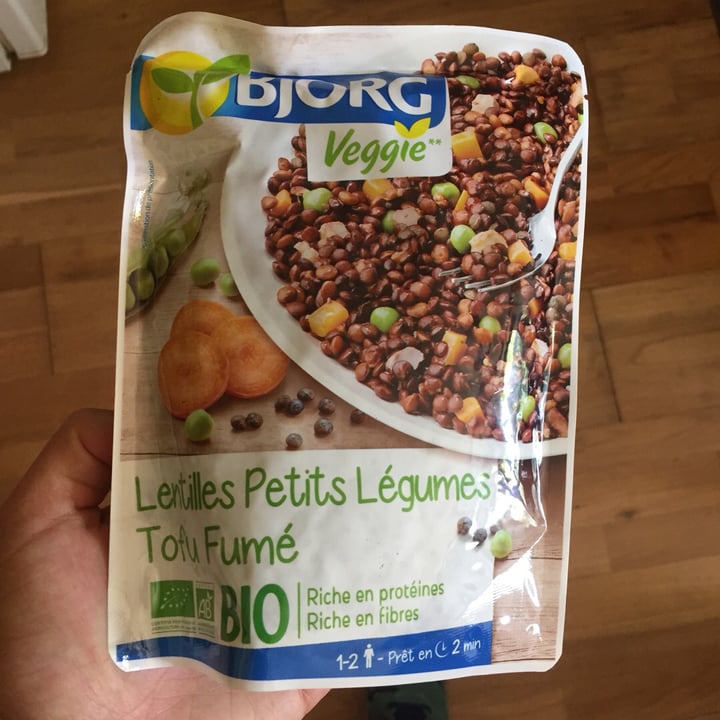 BJORG
Veggie**
Lentilles Petits Légumes
Tofu Fumé
AB
BIO
Riche en protéines
Riche en fibres
1-2 - Prêt en 2 min